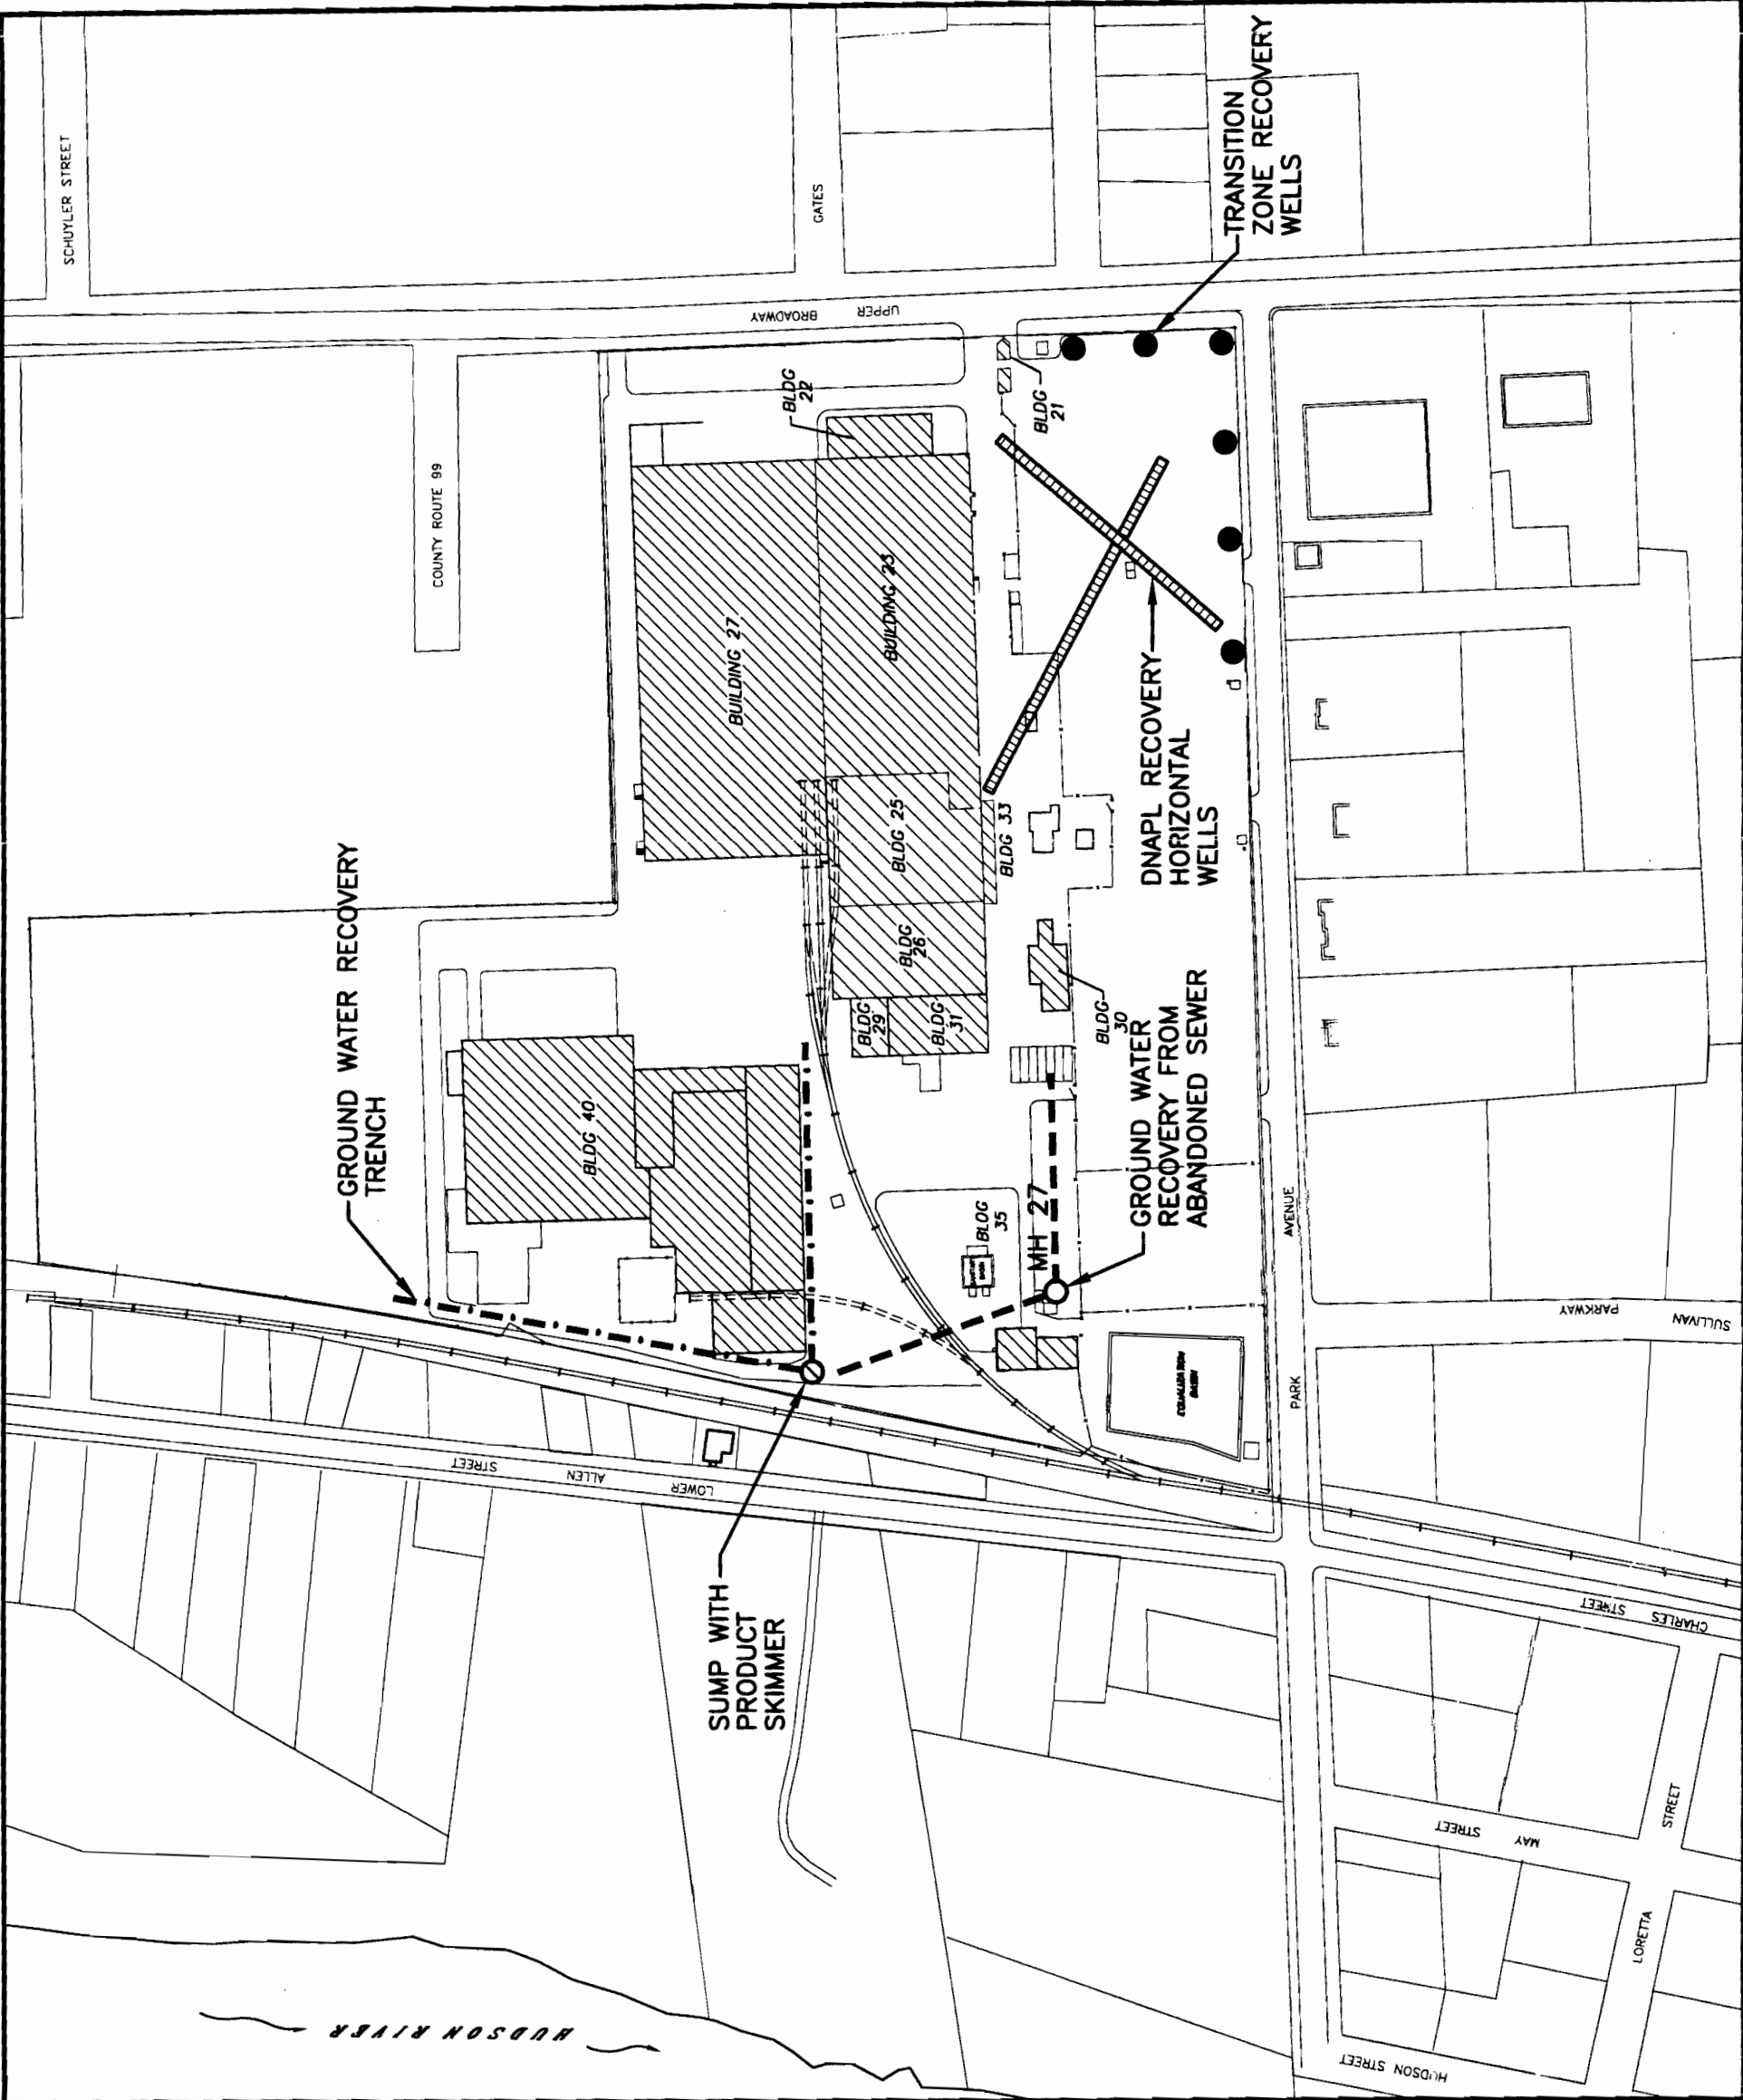 SCHUYLER STREET
GATES
UPPER BROADWAY
COUNTY ROUTE 99
TRANSITION
ZONE RECOVERY
WELLS
BLDG
22
BLDG
21
BUILDING 27
BUILDING 23
BLDG 25
BLDG 33
BLDG
26
BLDG
29
BLDG
31
BLDG
30
DNAPL RECOVERY
HORIZONTAL
WELLS
GROUND WATER RECOVERY
TRENCH
BLDG 40
BLDG
35
MH 27
GROUND WATER
RECOVERY FROM
ABANDONED SEWER
EQUALIZATION
BASIN
PARK AVENUE
SULLIVAN PARKWAY
LOWER ALLEN STREET
SUMP WITH
PRODUCT
SKIMMER
CHARLES STREET
MAY STREET
LORETTA STREET
HUDSON STREET
HUDSON RIVER